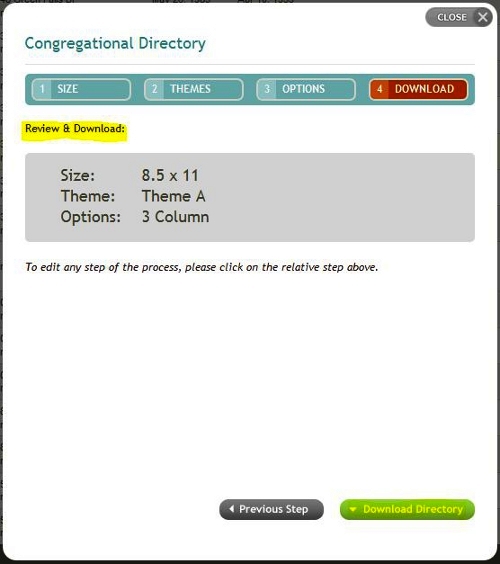 CLOSE X
Congregational Directory
1 SIZE 2 THEMES 3 OPTIONS 4 DOWNLOAD
Review & Download:
Size: 8.5 x 11
Theme: Theme A
Options: 3 Column
To edit any step of the process, please click on the relative step above.
Previous Step Download Directory